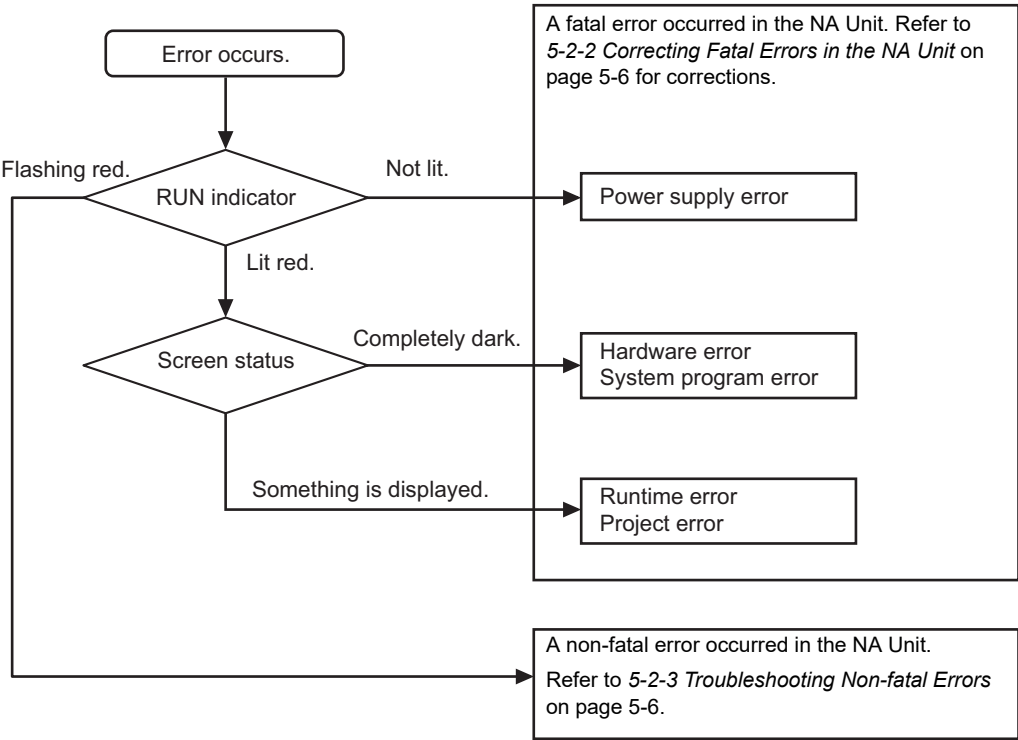 Error occurs.
Flashing red.
RUN indicator
Not lit.
Lit red.
Screen status
Completely dark.
Something is displayed.
A fatal error occurred in the NA Unit. Refer to
5-2-2 Correcting Fatal Errors in the NA Unit on
page 5-6 for corrections.
Power supply error
Hardware error
System program error
Runtime error
Project error
A non-fatal error occurred in the NA Unit.
Refer to 5-2-3 Troubleshooting Non-fatal Errors
on page 5-6.